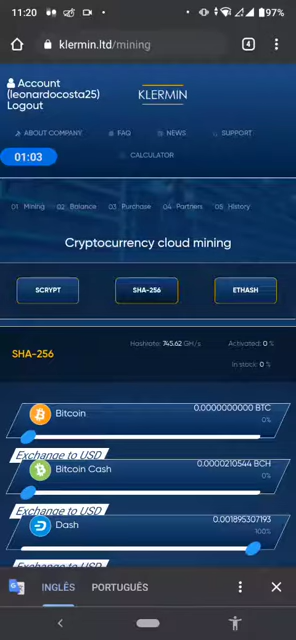 11:20
97%
klermin.ltd/mining
4
Account
(leonardocosta25)
Logout
KLERMIN
ABOUT COMPANY
FAQ
NEWS
SUPPORT
01:03
CALCULATOR
01 Mining
02 Balance
03 Purchase
04 Partners
05 History
Cryptocurrency cloud mining
SCRYPT
SHA-256
ETHASH
SHA-256
Hashrate: 745.62 GH/s
Activated: 0 %
In stock: 0 %
Bitcoin
0.0000000000 BTC
0%
Exchange to USD
Bitcoin Cash
0.0000210544 BCH
0%
Exchange to USD
Dash
0.001895307193
100%
Exchange to USD
INGLÊS
PORTUGUÊS